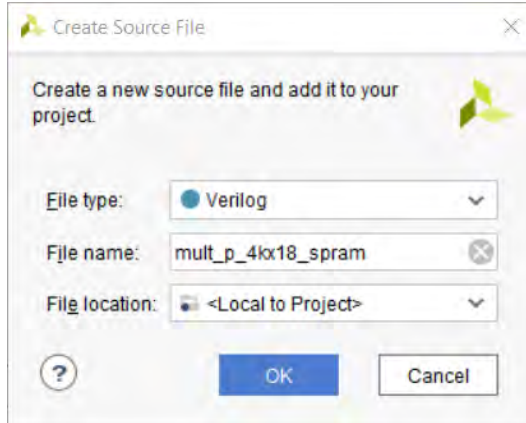 Create Source File
Create a new source file and add it to your
project.
File type:
Verilog
File name:
mult_p_4kx18_spram
File location:
<Local to Project>
?
OK
Cancel